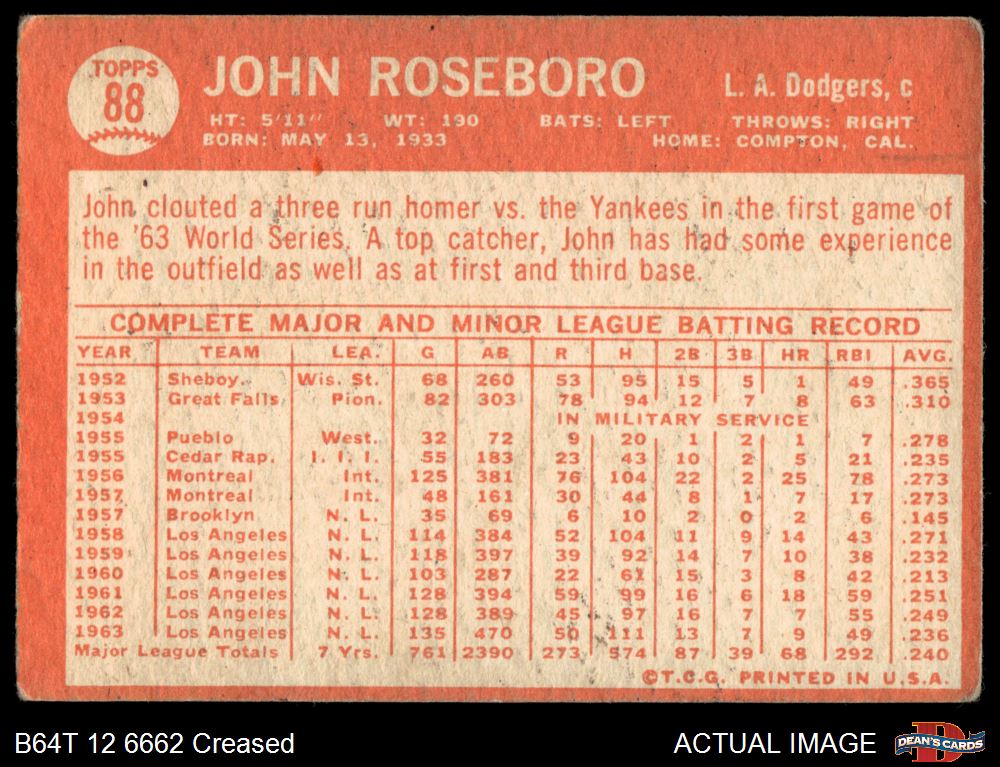 TOPPS
88
JOHN ROSEBORO
L. A. Dodgers, c
HT: 5'11" WT: 190 BATS: LEFT THROWS: RIGHT
BORN: MAY 13, 1933 HOME: COMPTON, CAL.
John clouted a three run homer vs. the Yankees in the first game of
the '63 World Series. A top catcher, John has had some experience
in the outfield as well as at first and third base.
COMPLETE MAJOR AND MINOR LEAGUE BATTING RECORD
YEAR TEAM LEA. G AB R H 2B 3B HR RBI AVG.
1952 Sheboy. Wis. St. 68 260 53 95 15 5 1 49 .365
1953 Great Falls Pion. 82 303 78 94 12 7 8 63 .310
1954 IN MILITARY SERVICE
1955 Pueblo West. 32 72 9 20 1 2 1 7 .278
1955 Cedar Rap. I. I. I. 55 183 23 43 10 2 5 21 .235
1956 Montreal Int. 125 381 76 104 22 2 25 78 .273
1957 Montreal Int. 48 161 30 44 8 1 7 17 .273
1957 Brooklyn N. L. 35 69 6 10 2 0 2 6 .145
1958 Los Angeles N. L. 114 384 52 104 11 9 14 43 .271
1959 Los Angeles N. L. 118 397 39 92 14 7 10 38 .232
1960 Los Angeles N. L. 103 287 22 61 15 3 8 42 .213
1961 Los Angeles N. L. 128 394 59 99 16 6 18 59 .251
1962 Los Angeles N. L. 128 389 45 97 16 7 7 55 .249
1963 Los Angeles N. L. 135 470 50 111 13 7 9 49 .236
Major League Totals 7 Yrs. 761 2390 273 574 87 39 68 292 .240
©T.C.G. PRINTED IN U.S.A.
B64T 12 6662 Creased
ACTUAL IMAGE
D
DEAN'S CARDS